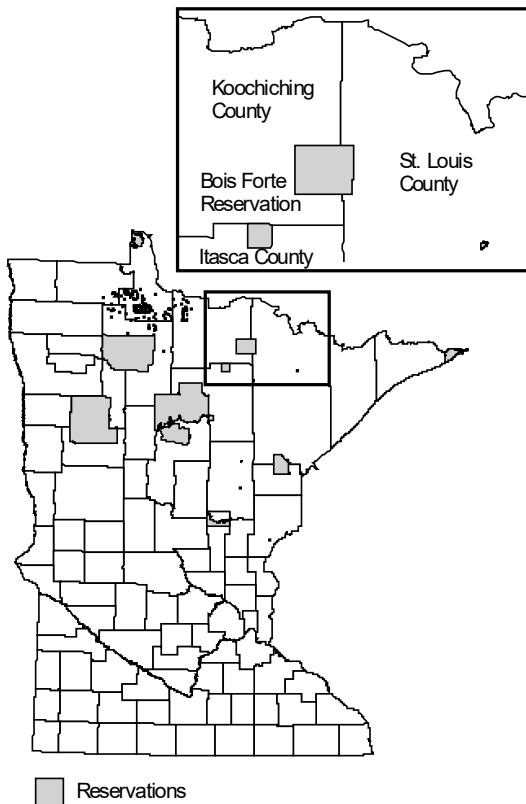 Koochiching
County
St. Louis
County
Bois Forte
Reservation
Itasca County
Reservations